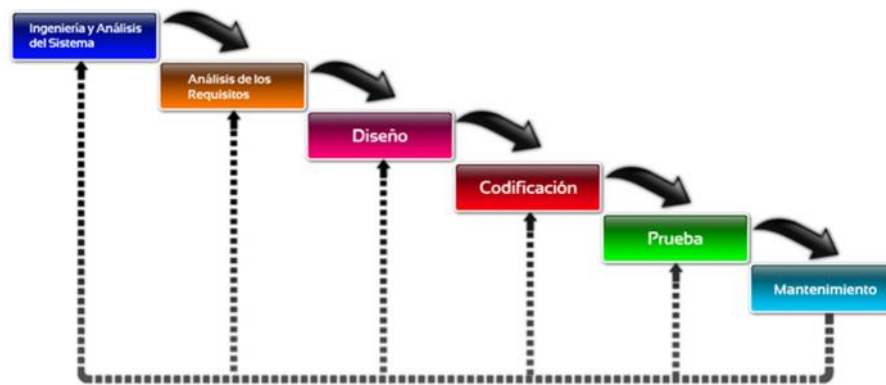 Ingeniería y Análisis
del Sistema
Análisis de los
Requisitos
Diseño
Codificación
Prueba
Mantenimiento